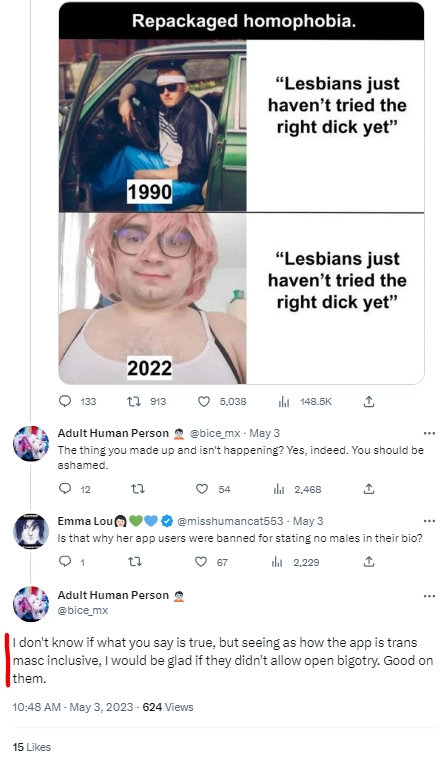 Repackaged homophobia.
“Lesbians just
haven’t tried the
right dick yet”
1990
“Lesbians just
haven’t tried the
right dick yet”
2022
133 913 5,038 148.5K
Adult Human Person @bice_mx · May 3
The thing you made up and isn't happening? Yes, indeed. You should be
ashamed.
12 54 2,468
Emma Lou @misshumancat553 · May 3
Is that why her app users were banned for stating no males in their bio?
1 67 2,229
Adult Human Person
@bice_mx
I don't know if what you say is true, but seeing as how the app is trans
masc inclusive, I would be glad if they didn't allow open bigotry. Good on
them.
10:48 AM · May 3, 2023 · 624 Views
15 Likes